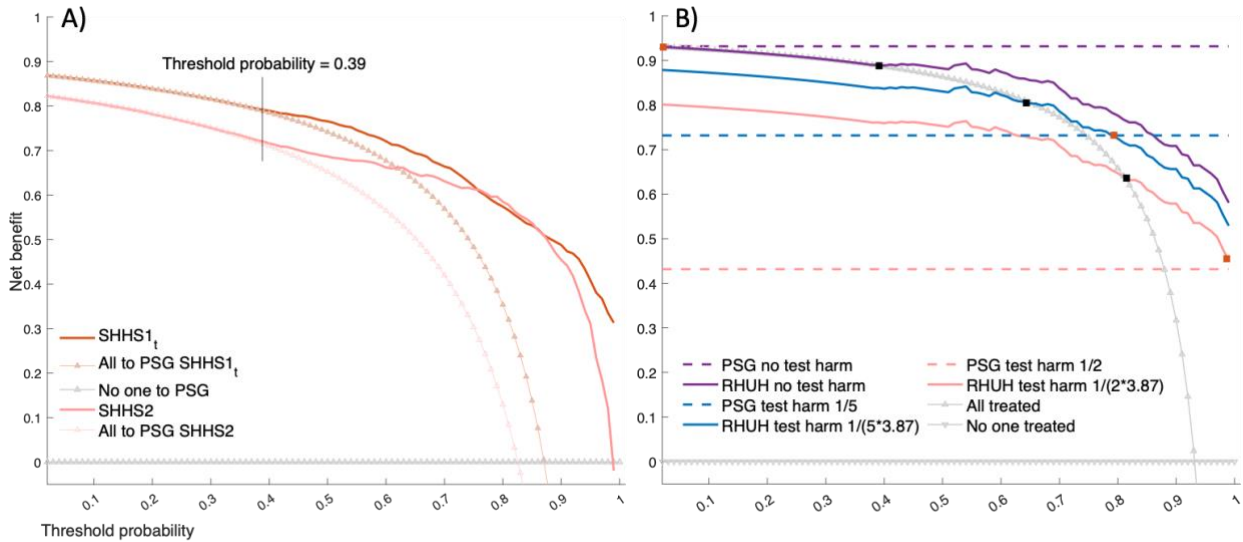 A)
Threshold probability = 0.39
Net benefit
1
0.9
0.8
0.7
0.6
0.5
0.4
0.3
0.2
0.1
0
SHHS1t
All to PSG SHHS1t
No one to PSG
SHHS2
All to PSG SHHS2
0.1 0.2 0.3 0.4 0.5 0.6 0.7 0.8 0.9 1
Threshold probability
B)
1
0.9
0.8
0.7
0.6
0.5
0.4
0.3
0.2
0.1
0
PSG no test harm
RHUH no test harm
PSG test harm 1/5
RHUH test harm 1/(5*3.87)
PSG test harm 1/2
RHUH test harm 1/(2*3.87)
All treated
No one treated
0.1 0.2 0.3 0.4 0.5 0.6 0.7 0.8 0.9 1